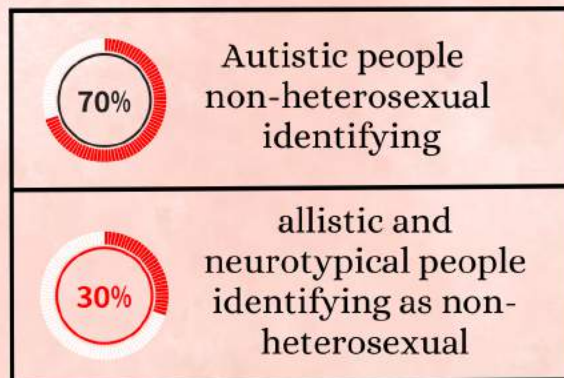 70%
Autistic people
non-heterosexual
identifying
30%
allistic and
neurotypical people
identifying as non-
heterosexual